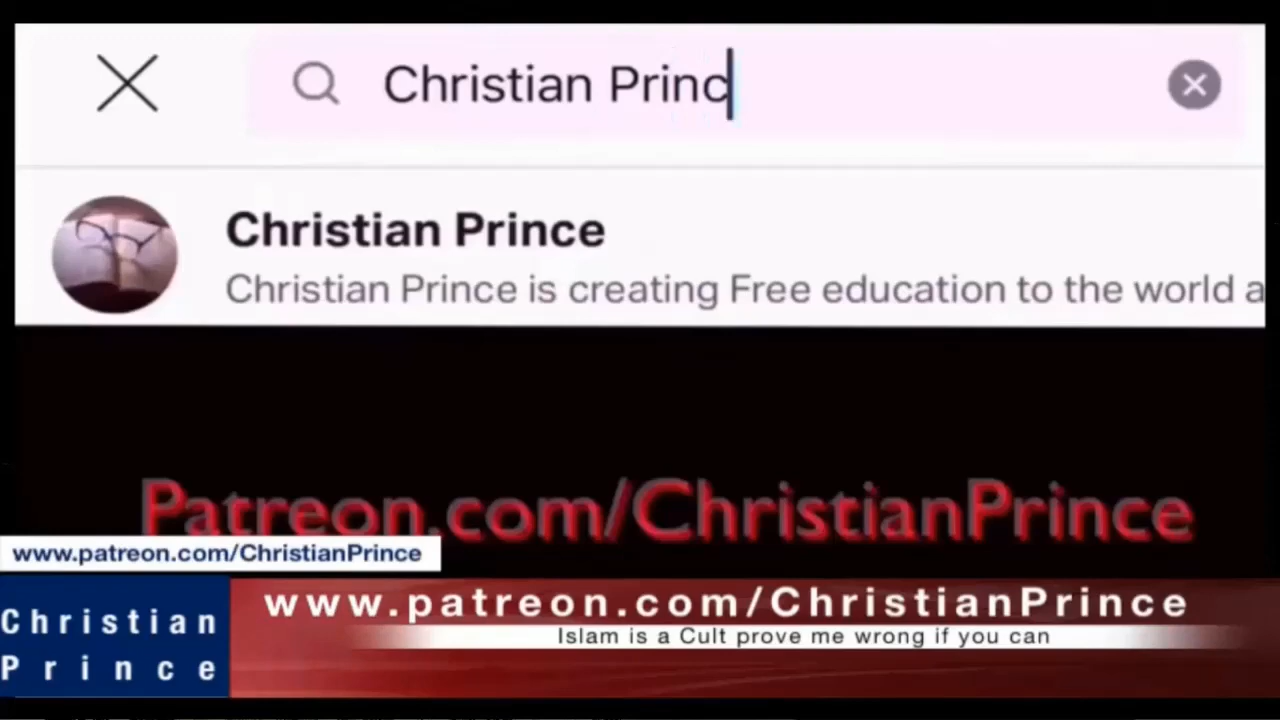 Christian Princ
Christian Prince
Christian Prince is creating Free education to the world a
Patreon.com/ChristianPrince
www.patreon.com/ChristianPrince
Christian
Prince
www.patreon.com/ChristianPrince
Islam is a Cult prove me wrong if you can